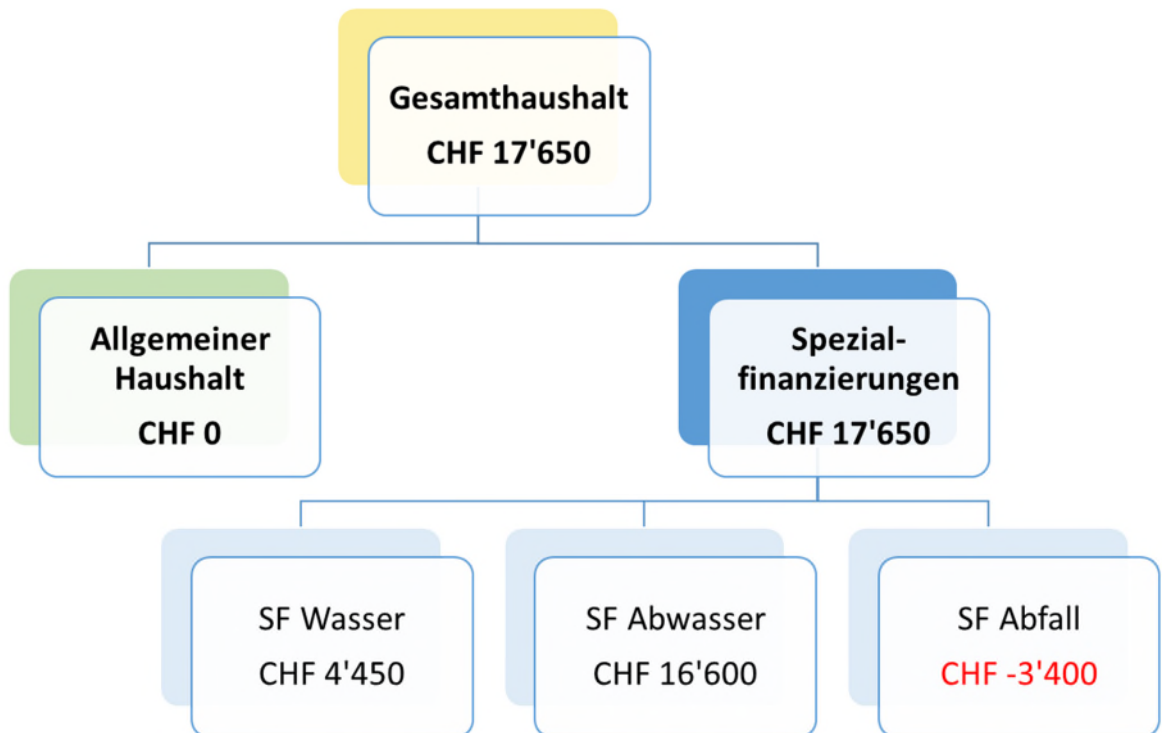 Gesamthaushalt
CHF 17'650
Allgemeiner
Haushalt
CHF 0
Spezial-
finanzierungen
CHF 17'650
SF Wasser
CHF 4'450
SF Abwasser
CHF 16'600
SF Abfall
CHF -3'400